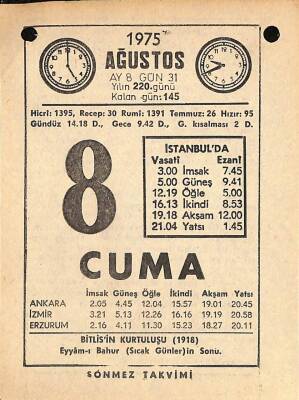 1975
AĞUSTOS
AY 8 GÜN 31
Yılın 220.günü
Kalan gün: 145
Hicrî: 1395, Recep: 30 Rumî: 1391 Temmuz: 26 Hızır: 95
Gündüz 14.18 D., Gece 9.42 D., G. kısalması 2 D.
8
İSTANBUL'DA
Vasatî Ezanî
3.00 İmsak 7.45
5.00 Güneş 9.41
12.19 Öğle 5.00
16.13 İkindi 8.53
19.18 Akşam 12.00
21.04 Yatsı 1.45
CUMA
İmsak Güneş Öğle İkindi Akşam Yatsı
ANKARA 2.05 4.45 12.04 15.57 19.01 20.45
İZMİR 3.21 5.13 12.26 16.16 19.19 20.58
ERZURUM 2.16 4.11 11.30 15.23 18.27 20.11
BİTLİS'İN KURTULUŞU (1918)
Eyyâm-ı Bahur (Sıcak Günler)in Sonu.
SÖNMEZ TAKVİMİ